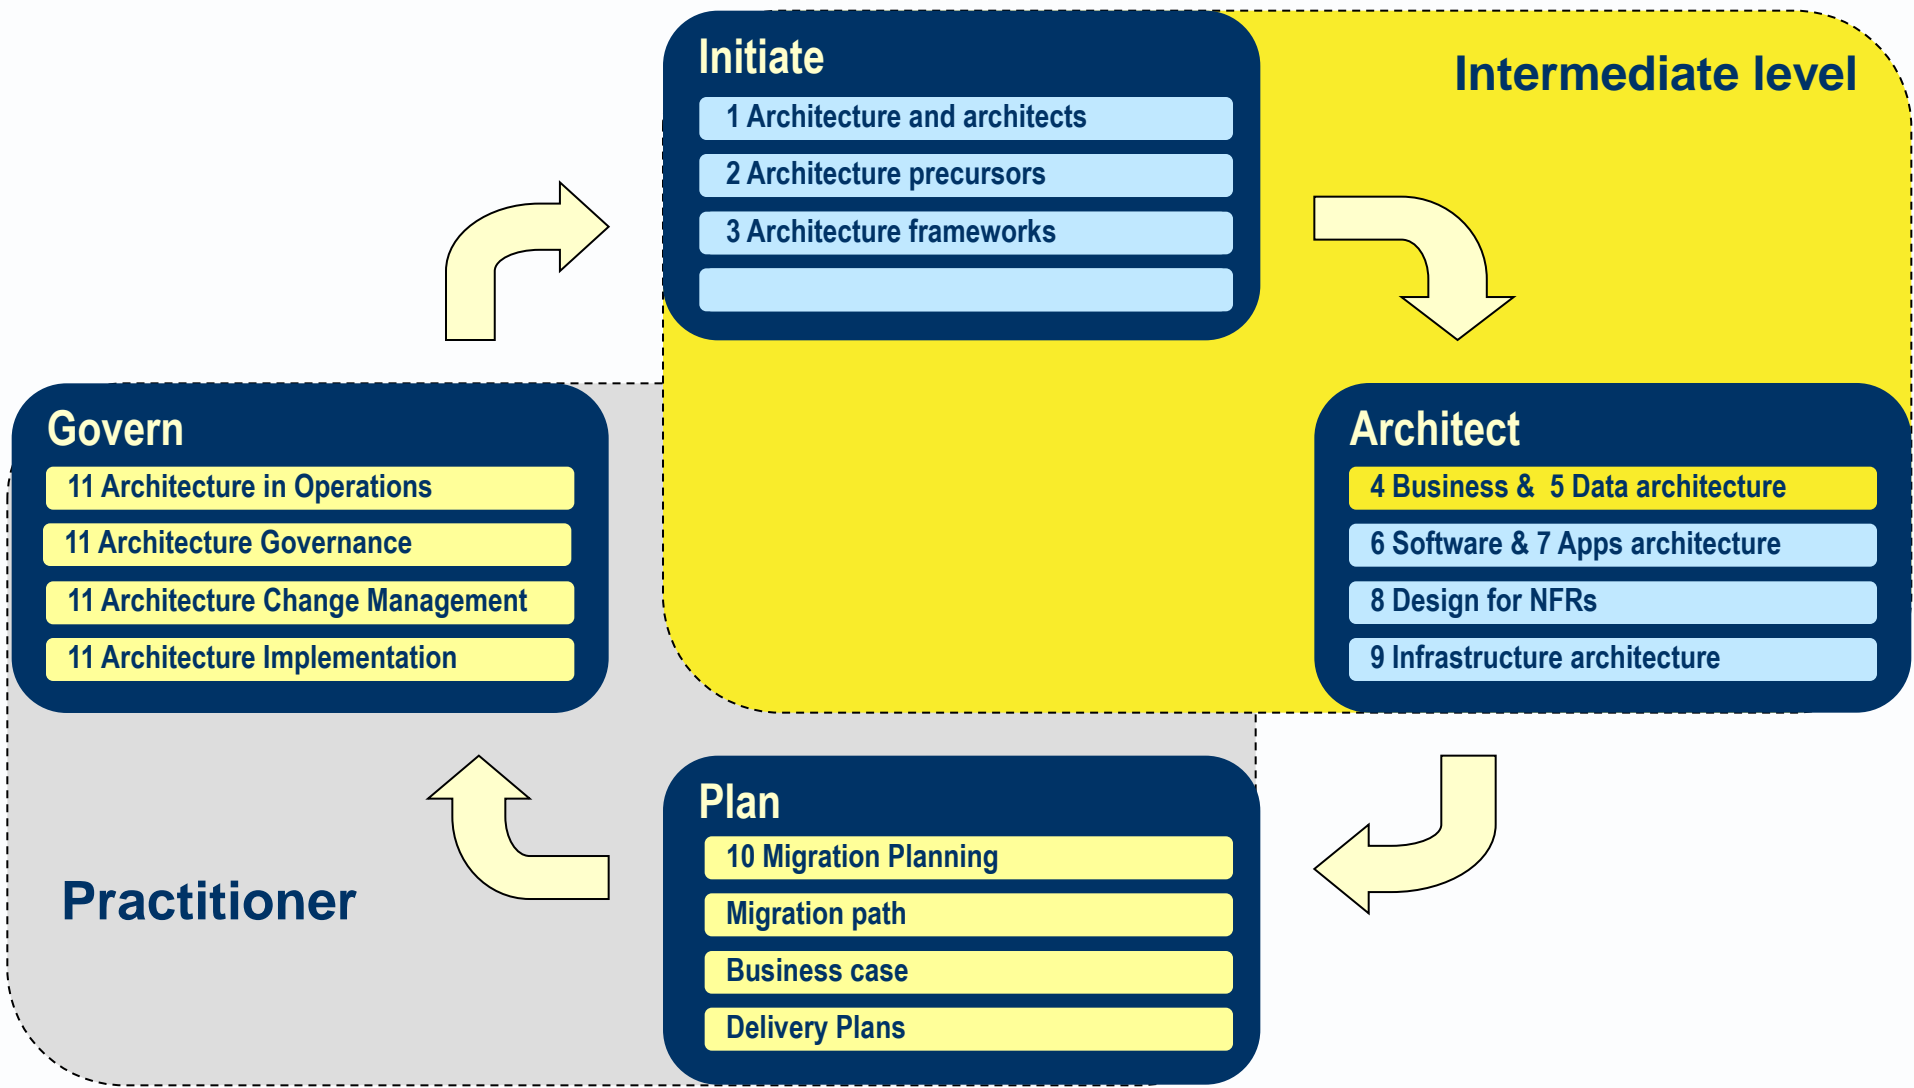 Initiate
1 Architecture and architects
2 Architecture precursors
3 Architecture frameworks
Intermediate level
Govern
11 Architecture in Operations
11 Architecture Governance
11 Architecture Change Management
11 Architecture Implementation
Architect
4 Business &  5 Data architecture
6 Software & 7 Apps architecture
8 Design for NFRs
9 Infrastructure architecture
Practitioner
Plan
10 Migration Planning
Migration path
Business case
Delivery Plans